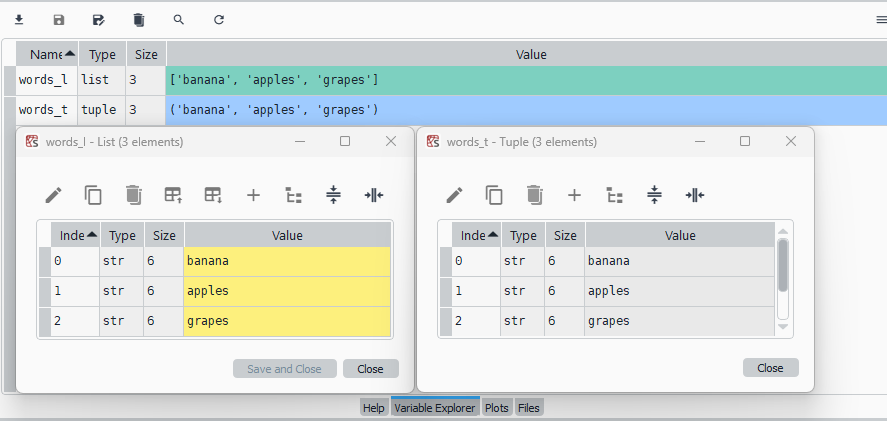 Name Type Size Value
words_l list 3 ['banana', 'apples', 'grapes']
words_t tuple 3 ('banana', 'apples', 'grapes')
words_l - List (3 elements)
Inde Type Size Value
0 str 6 banana
1 str 6 apples
2 str 6 grapes
Save and Close Close
words_t - Tuple (3 elements)
Inde Type Size Value
0 str 6 banana
1 str 6 apples
2 str 6 grapes
Close
Help Variable Explorer Plots Files